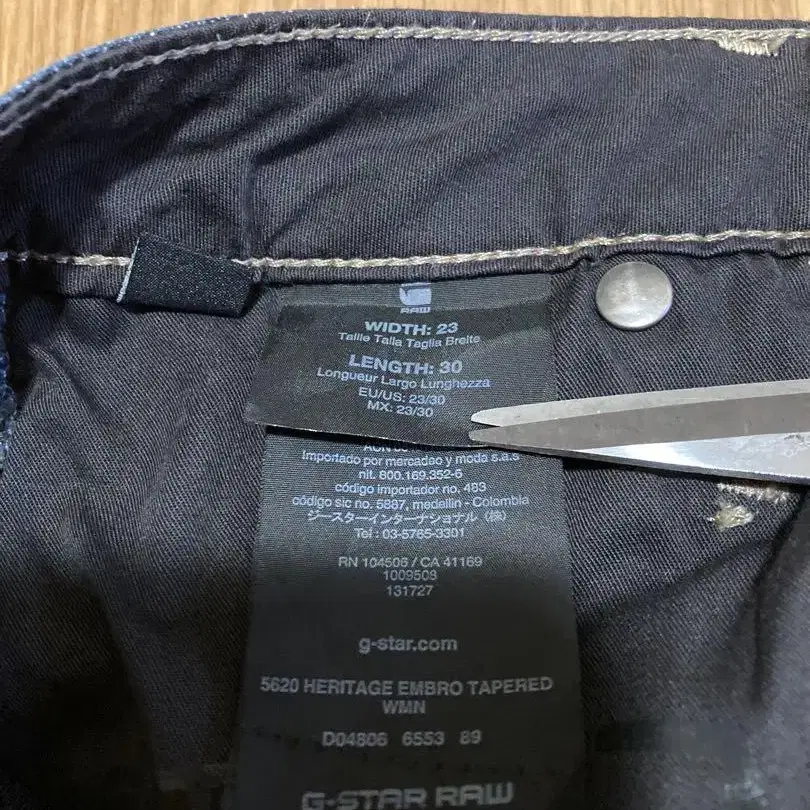 RAW
WIDTH: 23
Taille Talla Taglia Breite
LENGTH: 30
Longueur Largo Lunghezza
EU/US: 23/30
MX: 23/30
Importado por mercadeo y moda s.a.s
nit. 800.169.352-5
código importador no. 483
código sic no. 5887, medellin - Colombia
ジースターインターナショナル（株）
Tel : 03-5765-3301
RN 104506 / CA 41169
1009508
131727
g-star.com
5620 HERITAGE EMBRO TAPERED
WMN
D04806 6553 89
G-STAR RAW